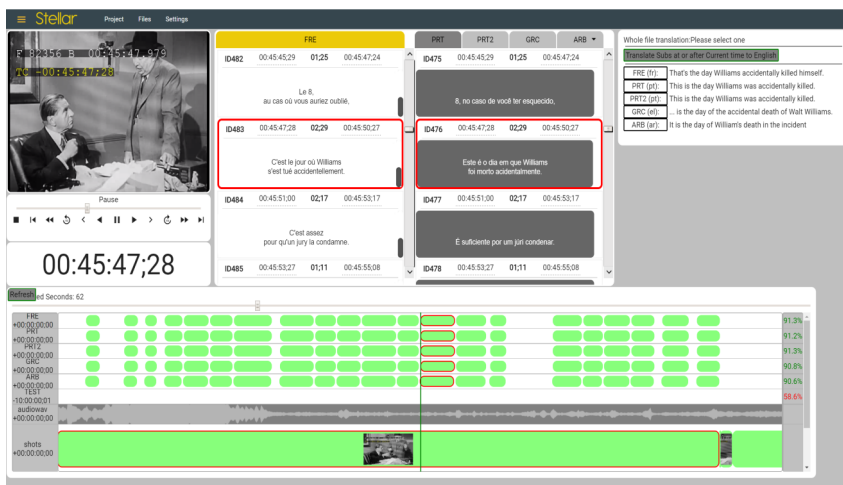 Stellar Project Files Settings
F 82356 B 00:45:47.979
TC -00:45:47:28
Pause
00:45:47;28
FRE
ID482 00:45:45;29 01;25 00:45:47;24
Le 8,
au cas où vous auriez oublié,
ID483 00:45:47;28 02;29 00:45:50;27
C'est le jour où Williams
s'est tué accidentellement.
ID484 00:45:51;00 02;17 00:45:53;17
C'est assez
pour qu'un jury la condamne.
ID485 00:45:53;27 01;11 00:45:55;08
PRT PRT2 GRC ARB
ID475 00:45:45;29 01;25 00:45:47;24
8, no caso de você ter esquecido,
ID476 00:45:47;28 02;29 00:45:50;27
Este é o dia em que Williams
foi morto acidentalmente.
ID477 00:45:51;00 02;17 00:45:53;17
É suficiente por um júri condenar.
ID478 00:45:53;27 01;11 00:45:55;08
Whole file translation:Please select one
Translate Subs at or after Current time to English
FRE (fr): That's the day Williams accidentally killed himself.
PRT (pt): This is the day Williams was accidentally killed.
PRT2 (pt): This is the day Williams was accidentally killed.
GRC (el): ... is the day of the accidental death of Walt Williams.
ARB (ar): It is the day of William's death in the incident
Refresh ed Seconds: 62
FRE 91.3%
+00:00:00;00
PRT 91.2%
+00:00:00;00
PRT2 91.3%
+00:00:00;00
GRC 90.8%
+00:00:00;00
ARB 90.6%
+00:00:00;00
TEST 58.6%
-10:00:00;01
audiowav
+00:00:00;00
shots
+00:00:00;00